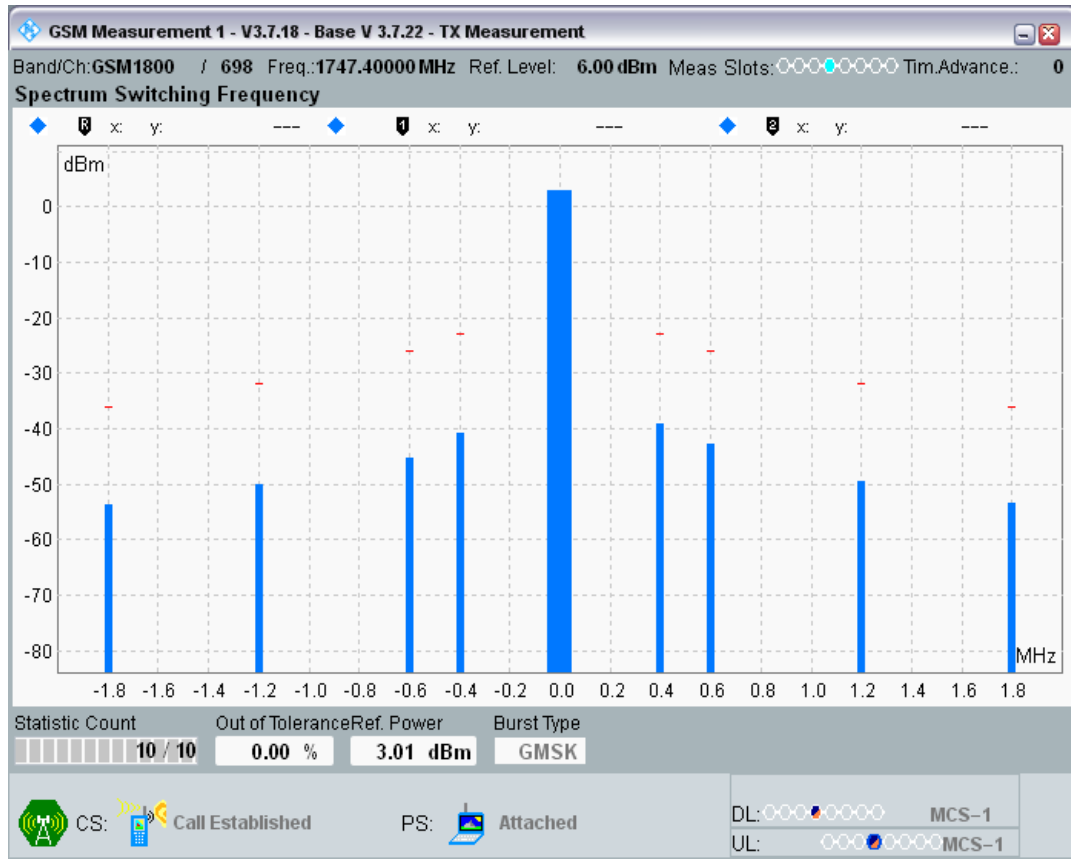 GSM Measurement 1 - V3.7.18 - Base V 3.7.22 - TX Measurement
Band/Ch:GSM1800 / 698 Freq.:1747.40000 MHz Ref. Level: 6.00 dBm Meas Slots: Tim.Advance.: 0
Spectrum Switching Frequency
R x: y: --- 1 x: y: --- 2 x: y: ---
dBm
0
-10
-20
-30
-40
-50
-60
-70
-80
MHz
-1.8 -1.6 -1.4 -1.2 -1.0 -0.8 -0.6 -0.4 -0.2 0.0 0.2 0.4 0.6 0.8 1.0 1.2 1.4 1.6 1.8
Statistic Count Out of Tolerance Ref. Power Burst Type
10 / 10 0.00 % 3.01 dBm GMSK
CS: Call Established PS: Attached
DL: MCS-1
UL: MCS-1